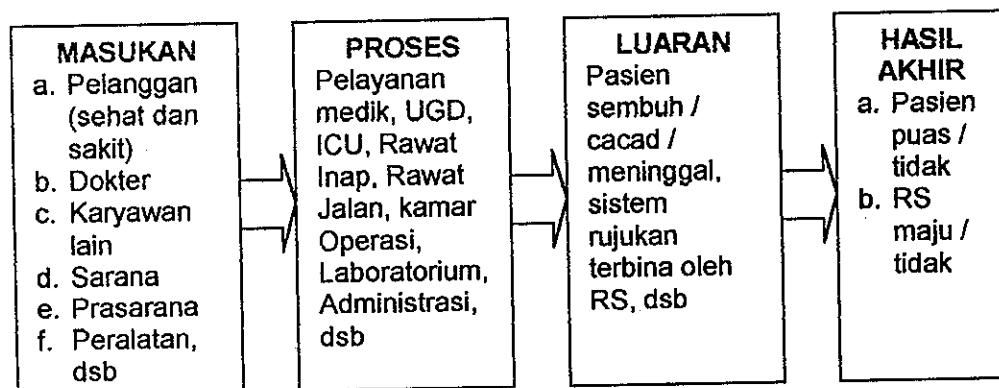 MASUKAN
a. Pelanggan
(sehat dan
sakit)
b. Dokter
c. Karyawan
lain
d. Sarana
e. Prasarana
f. Peralatan,
dsb
PROSES
Pelayanan
medik, UGD,
ICU, Rawat
Inap, Rawat
Jalan, kamar
Operasi,
Laboratorium,
Administrasi,
dsb
LUARAN
Pasien
sembuh /
cacad /
meninggal,
sistem
rujukan
terbina oleh
RS, dsb
HASIL
AKHIR
a. Pasien
puas /
tidak
b. RS
maju /
tidak